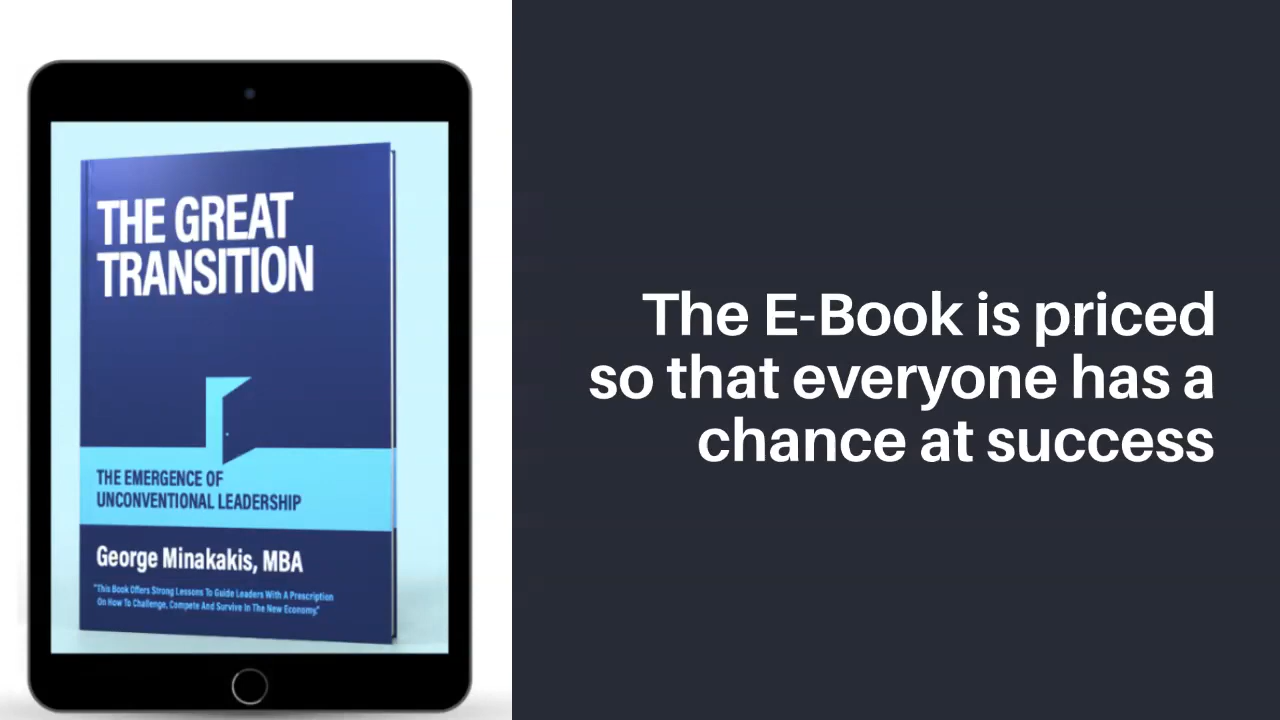 THE GREAT
TRANSITION
THE EMERGENCE OF
UNCONVENTIONAL LEADERSHIP
George Minakakis, MBA
"This Book Offers Strong Lessons To Guide Leaders With A Prescription
On How To Challenge, Compete And Survive In The New Economy."
The E-Book is priced
so that everyone has a
chance at success